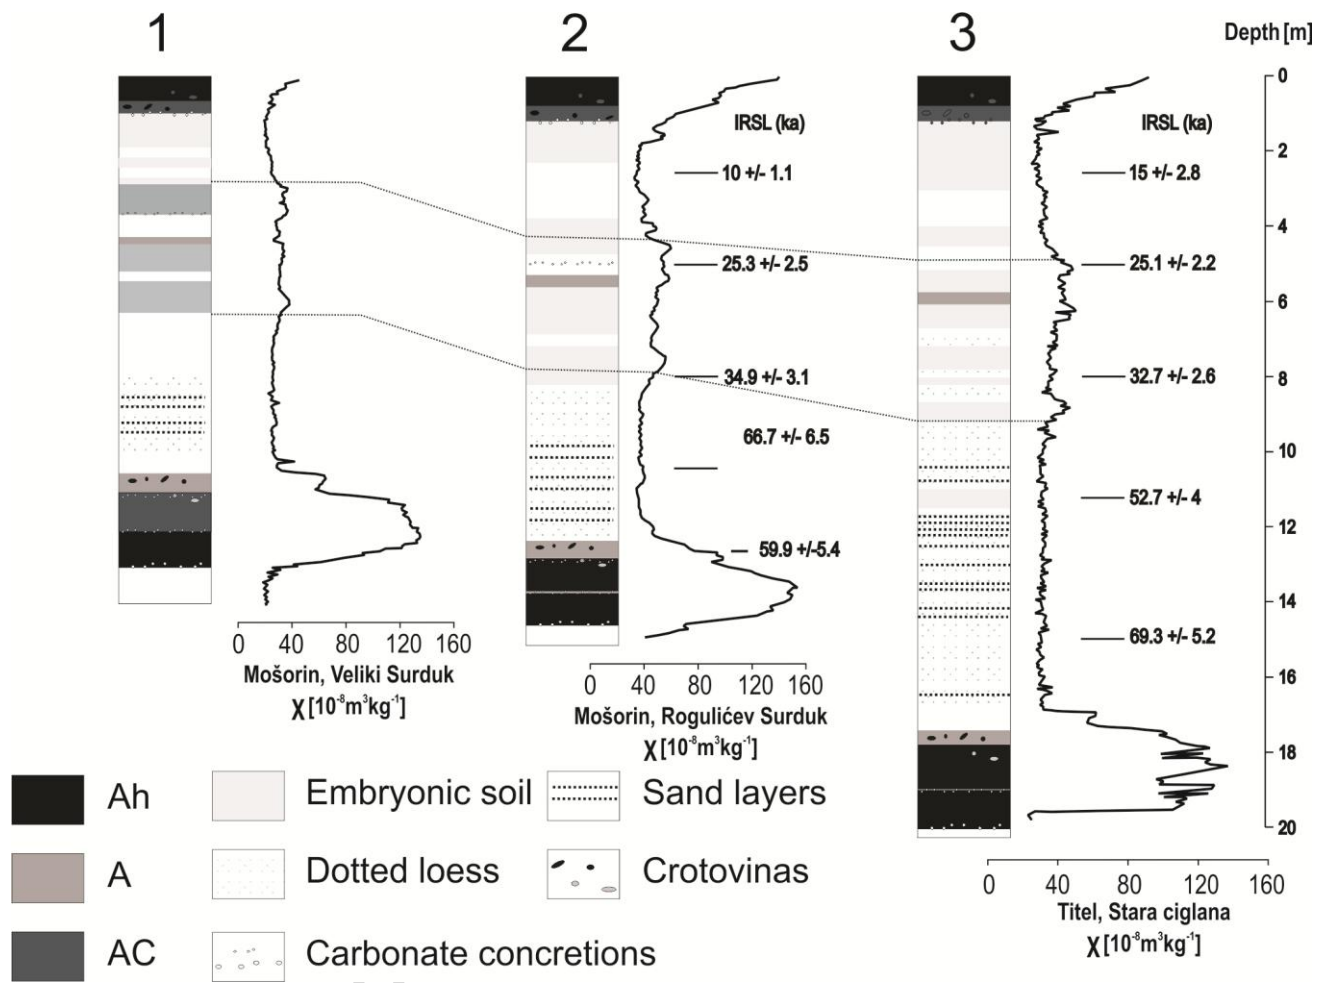 1
2
3
Depth [m]
0
2
4
6
8
10
12
14
16
18
20
IRSL (ka)
10 +/- 1.1
25.3 +/- 2.5
34.9 +/- 3.1
66.7 +/- 6.5
59.9 +/-5.4
IRSL (ka)
15 +/- 2.8
25.1 +/- 2.2
32.7 +/- 2.6
52.7 +/- 4
69.3 +/- 5.2
0 40 80 120 160
Mošorin, Veliki Surduk
χ [10⁻⁸m³kg⁻¹]
0 40 80 120 160
Mošorin, Rogulićev Surduk
χ [10⁻⁸m³kg⁻¹]
0 40 80 120 160
Titel, Stara ciglana
χ [10⁻⁸m³kg⁻¹]
Ah
Embryonic soil
Sand layers
A
Dotted loess
Crotovinas
AC
Carbonate concretions